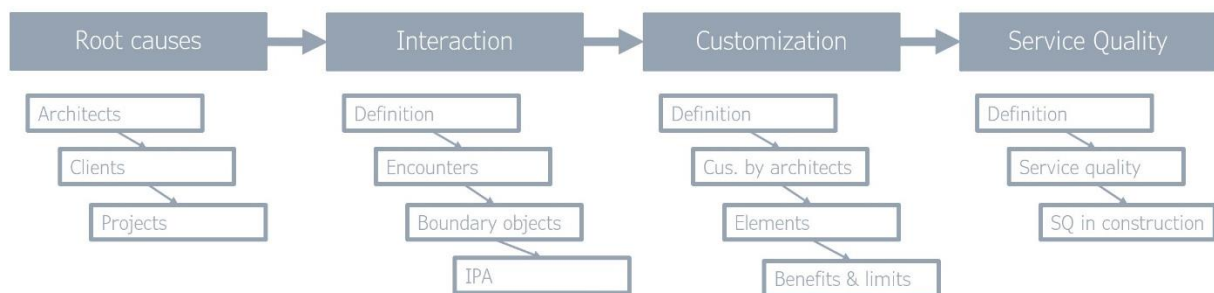 Root causes
Interaction
Customization
Service Quality
Architects
Clients
Projects
Definition
Encounters
Boundary objects
IPA
Definition
Cus. by architects
Elements
Benefits & limits
Definition
Service quality
SQ in construction